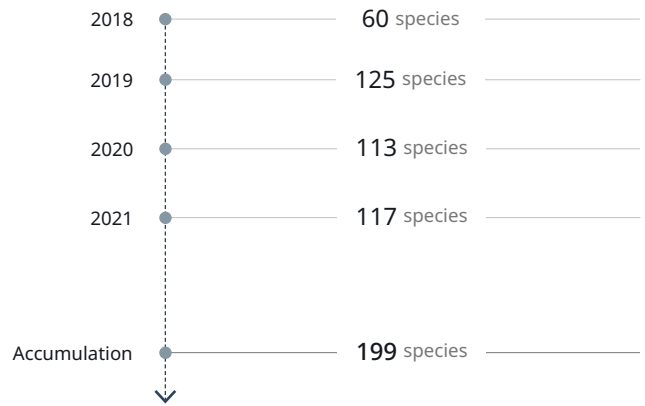 2018 60 species
2019 125 species
2020 113 species
2021 117 species
Accumulation 199 species